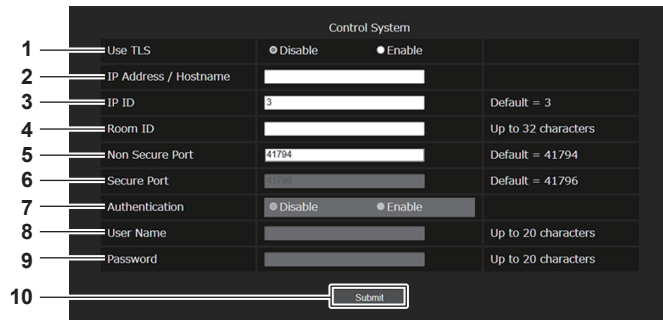 Control System
1 Use TLS Disable Enable
2 IP Address / Hostname
3 IP ID 3 Default = 3
4 Room ID Up to 32 characters
5 Non Secure Port 41794 Default = 41794
6 Secure Port 41796 Default = 41796
7 Authentication Disable Enable
8 User Name Up to 20 characters
9 Password Up to 20 characters
10 Submit